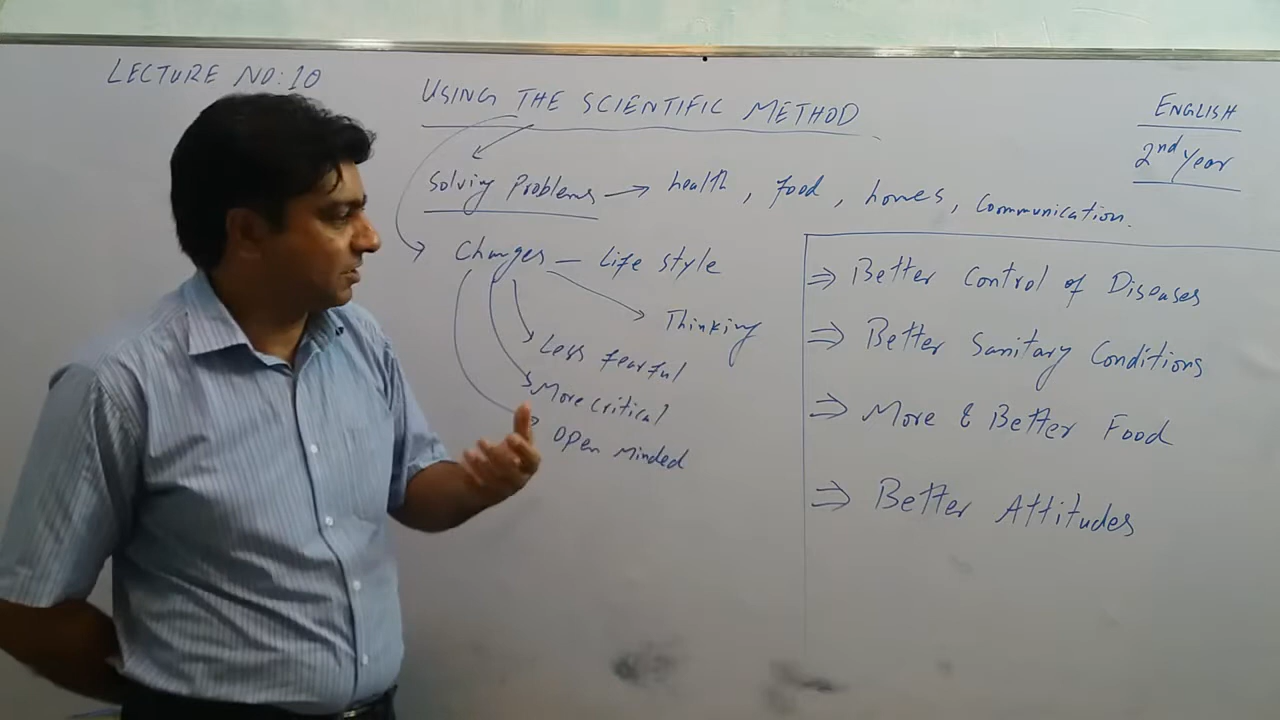 LECTURE NO: 10
USING THE SCIENTIFIC METHOD
ENGLISH
2nd Year
Solving Problems → health, food, homes, Communication.
Changes – Life style
Thinking
Less fearful
More critical
Open Minded
⇒ Better Control of Diseases
⇒ Better Sanitary Conditions
⇒ More & Better Food
⇒ Better Attitudes